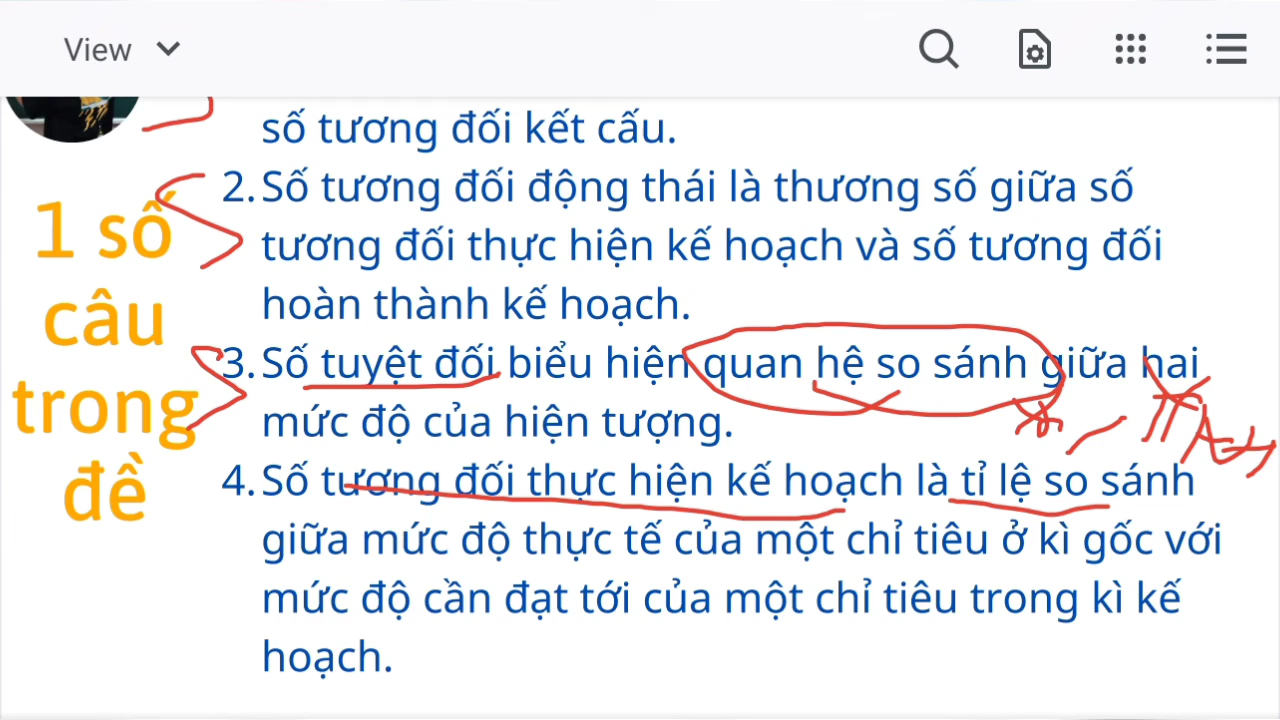 View
số tương đối kết cấu.
2. Số tương đối động thái là thương số giữa số
tương đối thực hiện kế hoạch và số tương đối
hoàn thành kế hoạch.
3. Số tuyệt đối biểu hiện quan hệ so sánh giữa hai
mức độ của hiện tượng.
4. Số tương đối thực hiện kế hoạch là tỉ lệ so sánh
giữa mức độ thực tế của một chỉ tiêu ở kì gốc với
mức độ cần đạt tới của một chỉ tiêu trong kì kế
hoạch.
1 số
câu
trong
đề